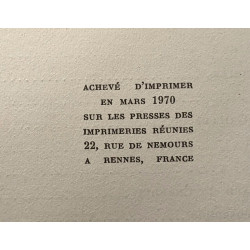 ACHEVÉ D'IMPRIMER
EN MARS 1970
SUR LES PRESSES DES
IMPRIMERIES RÉUNIES
22, RUE DE NEMOURS
A RENNES, FRANCE